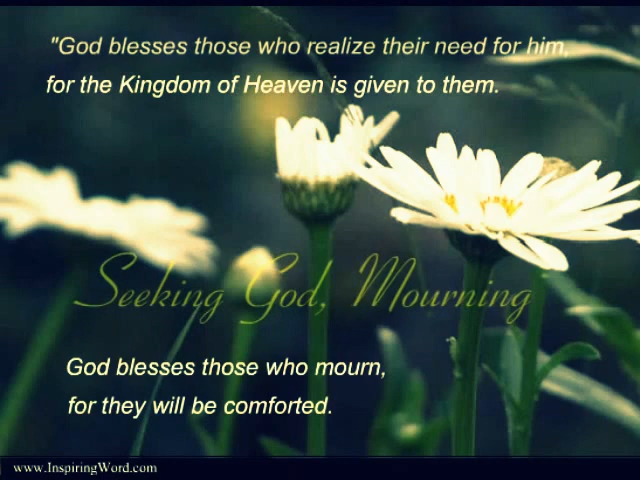 "God blesses those who realize their need for him,
for the Kingdom of Heaven is given to them.
Seeking God, Mourning
God blesses those who mourn,
for they will be comforted.
www.InspiringWord.com